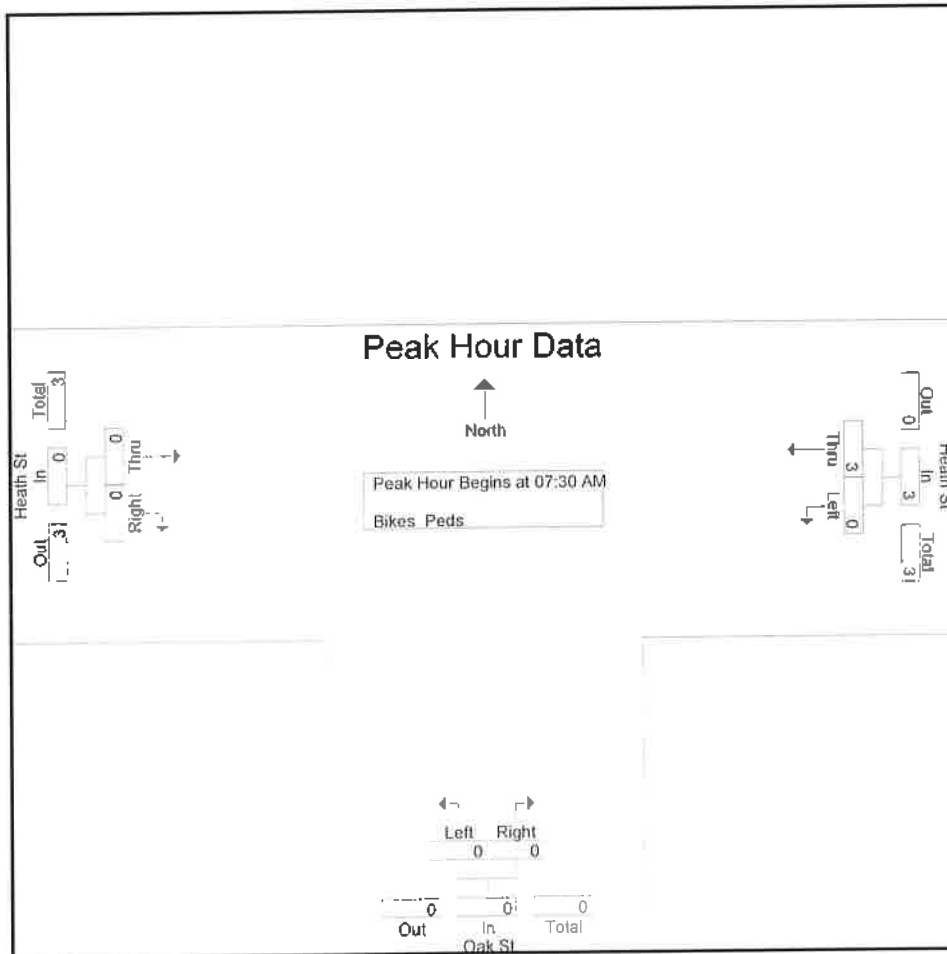 Peak Hour Data
North
Peak Hour Begins at 07:30 AM
Bikes Peds
Heath St
Out In Total
3 0 3
Right Thru
0 0
Heath St
Out In Total
0 3 3
Thru Left
3 0
Left Right
0 0
0 0 0
Out In Total
Oak St